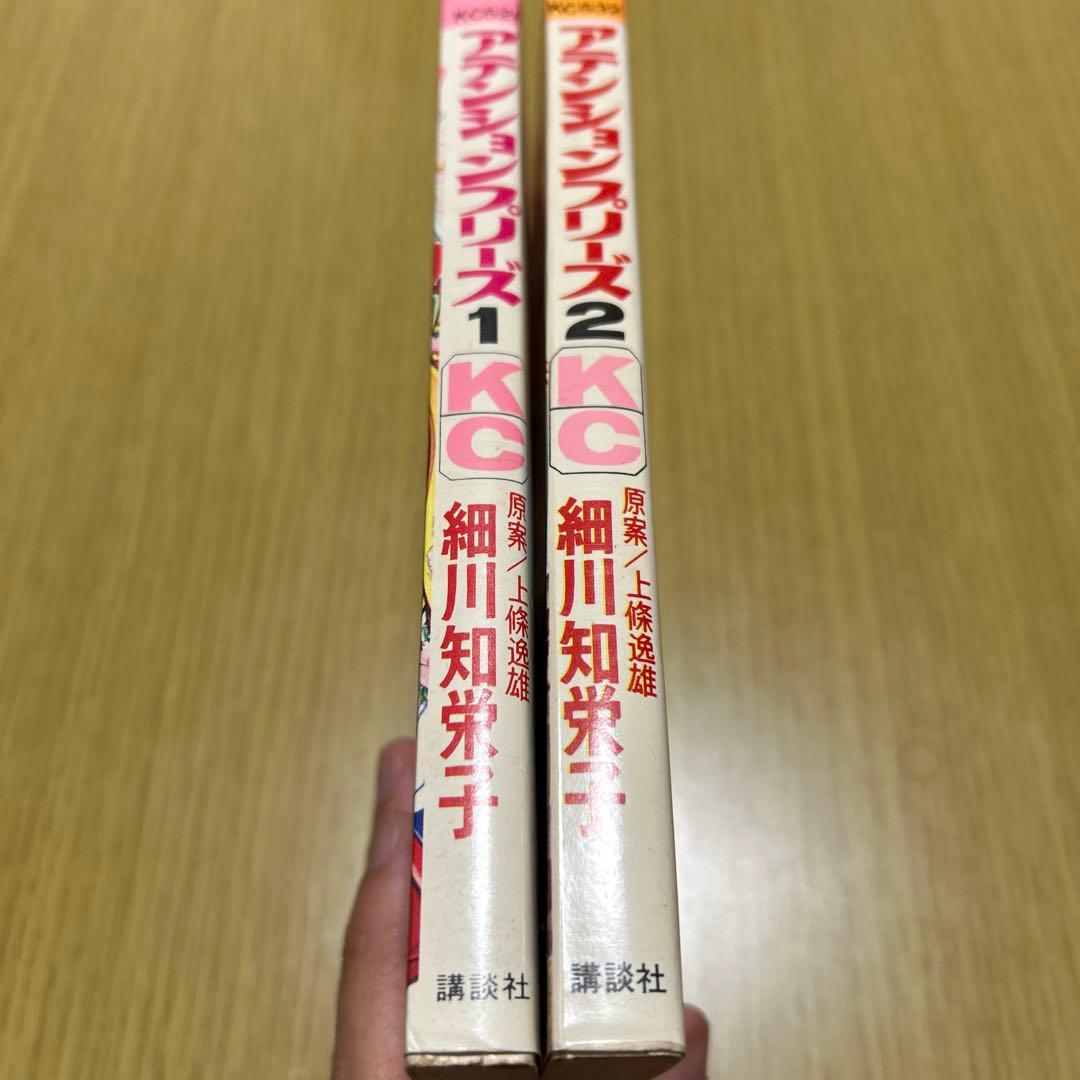 アテンションプリーズ
1
KC
原案/上條逸雄
細川知栄子
講談社
アテンションプリーズ
2
KC
原案/上條逸雄
細川知栄子
講談社